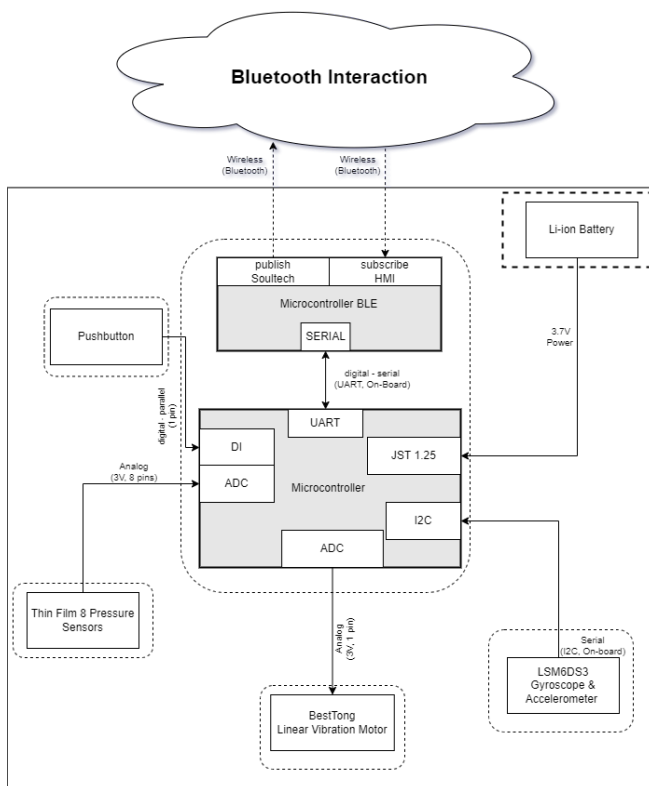 Bluetooth Interaction
Wireless
(Bluetooth)
Wireless
(Bluetooth)
Li-ion Battery
publish
Soultech
subscribe
HMI
Microcontroller BLE
SERIAL
Pushbutton
3.7V
Power
digital - serial
(UART, On-Board)
digital - parallel
(1 pin)
UART
DI
JST 1.25
Analog
(3V, 8 pins)
ADC
Microcontroller
I2C
ADC
Thin Film 8 Pressure
Sensors
Analog
(3V, 1 pin)
Serial
(I2C, On-board)
LSM6DS3
Gyroscope &
Accelerometer
BestTong
Linear Vibration Motor